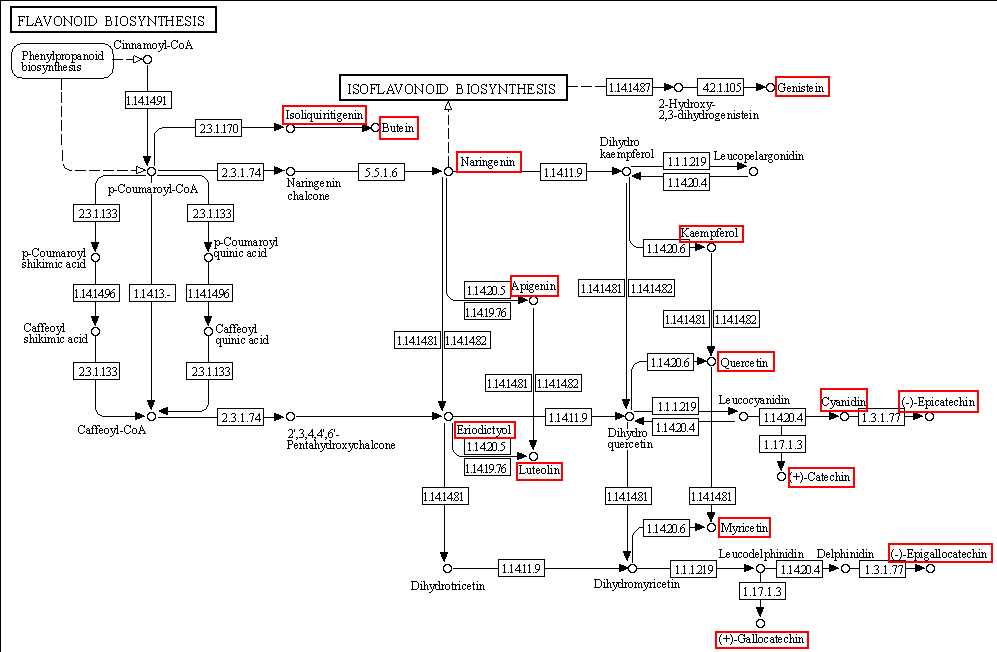 FLAVONOID BIOSYNTHESIS
Cinnamoyl-CoA
Phenylpropanoid
biosynthesis
ISOFLAVONOID BIOSYNTHESIS
1.14.14.87
4.2.1.105
Genistein
2-Hydroxy-
2,3-dihydrogenistein
1.14.14.91
Isoliquiritigenin
2.3.1.170
Butein
Dihydro
kaempferol
Naringenin
1.1.1.219
Leucopelargonidin
2.3.1.74
5.5.1.6
1.14.11.9
1.14.20.4
p-Coumaroyl-CoA
Naringenin
chalcone
2.3.1.133
2.3.1.133
Kaempferol
1.14.20.6
p-Coumaroyl
shikimic acid
p-Coumaroyl
quinic acid
Apigenin
1.14.20.5
1.14.19.76
1.14.14.81
1.14.14.82
1.14.14.96
1.14.13.-
1.14.14.96
1.14.14.81
1.14.14.82
Caffeoyl
shikimic acid
Caffeoyl
quinic acid
1.14.14.81
1.14.14.82
1.14.20.6
Quercetin
2.3.1.133
2.3.1.133
1.14.14.81
1.14.14.82
Leucocyanidin
Cyanidin
(-)-Epicatechin
1.1.1.219
2.3.1.74
1.14.11.9
1.14.20.4
1.3.1.77
1.14.20.4
Caffeoyl-CoA
2',3,4,4',6'-
Pentahydroxychalcone
Eriodictyol
Dihydro
quercetin
1.17.1.3
1.14.20.5
1.14.19.76
Luteolin
(+)-Catechin
1.14.14.81
1.14.14.81
1.14.14.81
1.14.20.6
Myricetin
Leucodelphinidin
Delphinidin
(-)-Epigallocatechin
1.14.11.9
1.1.1.219
1.14.20.4
1.3.1.77
Dihydrotricetin
Dihydromyricetin
1.17.1.3
(+)-Gallocatechin